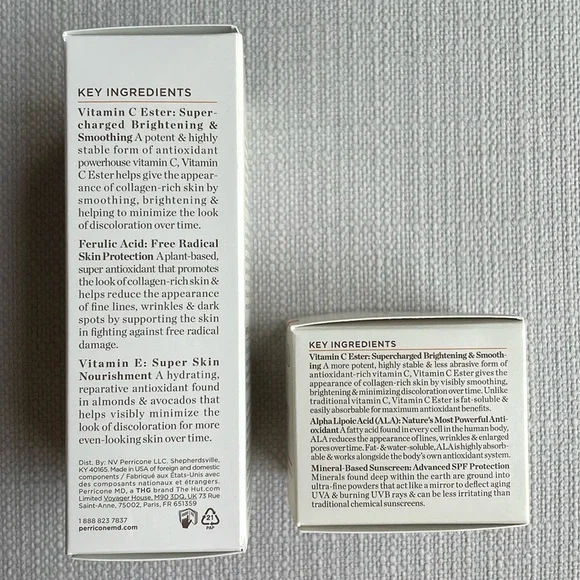 KEY INGREDIENTS
Vitamin C Ester: Super-
charged Brightening &
Smoothing A potent & highly
stable form of antioxidant
powerhouse vitamin C, Vitamin
C Ester helps give the appear-
ance of collagen-rich skin by
smoothing, brightening &
helping to minimize the look
of discoloration over time.
Ferulic Acid: Free Radical
Skin Protection A plant-based,
super antioxidant that promotes
the look of collagen-rich skin &
helps reduce the appearance
of fine lines, wrinkles & dark
spots by supporting the skin
in fighting against free radical
damage.
Vitamin E: Super Skin
Nourishment A hydrating,
reparative antioxidant found
in almonds & avocados that
helps visibly minimize the
look of discoloration for more
even-looking skin over time.
Dist. By: NV Perricone LLC. Shepherdsville,
KY 40165. Made in USA of foreign and domestic
components / Fabriqué aux États-Unis avec
des composants nationaux et étrangers.
Perricone MD, a THG brand The Hut.com
Limited Voyager House, M90 3DQ, UK 73 Rue
Saint-Anne, 75002, Paris, FR 651359
1 888 823 7837
perriconemd.com
21
PAP
KEY INGREDIENTS
Vitamin C Ester: Supercharged Brightening & Smooth-
ing A more potent, highly stable & less abrasive form of
antioxidant-rich vitamin C, Vitamin C Ester gives the
appearance of collagen-rich skin by visibly smoothing,
brightening & minimizing discoloration over time. Unlike
traditional vitamin C, Vitamin C Ester is fat-soluble &
easily absorbable for maximum antioxidant benefits.
Alpha Lipoic Acid (ALA): Nature's Most Powerful Anti-
oxidant A fatty acid found in every cell in the human body,
ALA reduces the appearance of lines, wrinkles & enlarged
pores over time. Fat- & water-soluble, ALA is highly absorb-
able & works alongside the body's own antioxidant system.
Mineral-Based Sunscreen: Advanced SPF Protection
Minerals found deep within the earth are ground into
ultra-fine powders that act like a mirror to deflect aging
UVA & burning UVB rays & can be less irritating than
traditional chemical sunscreens.